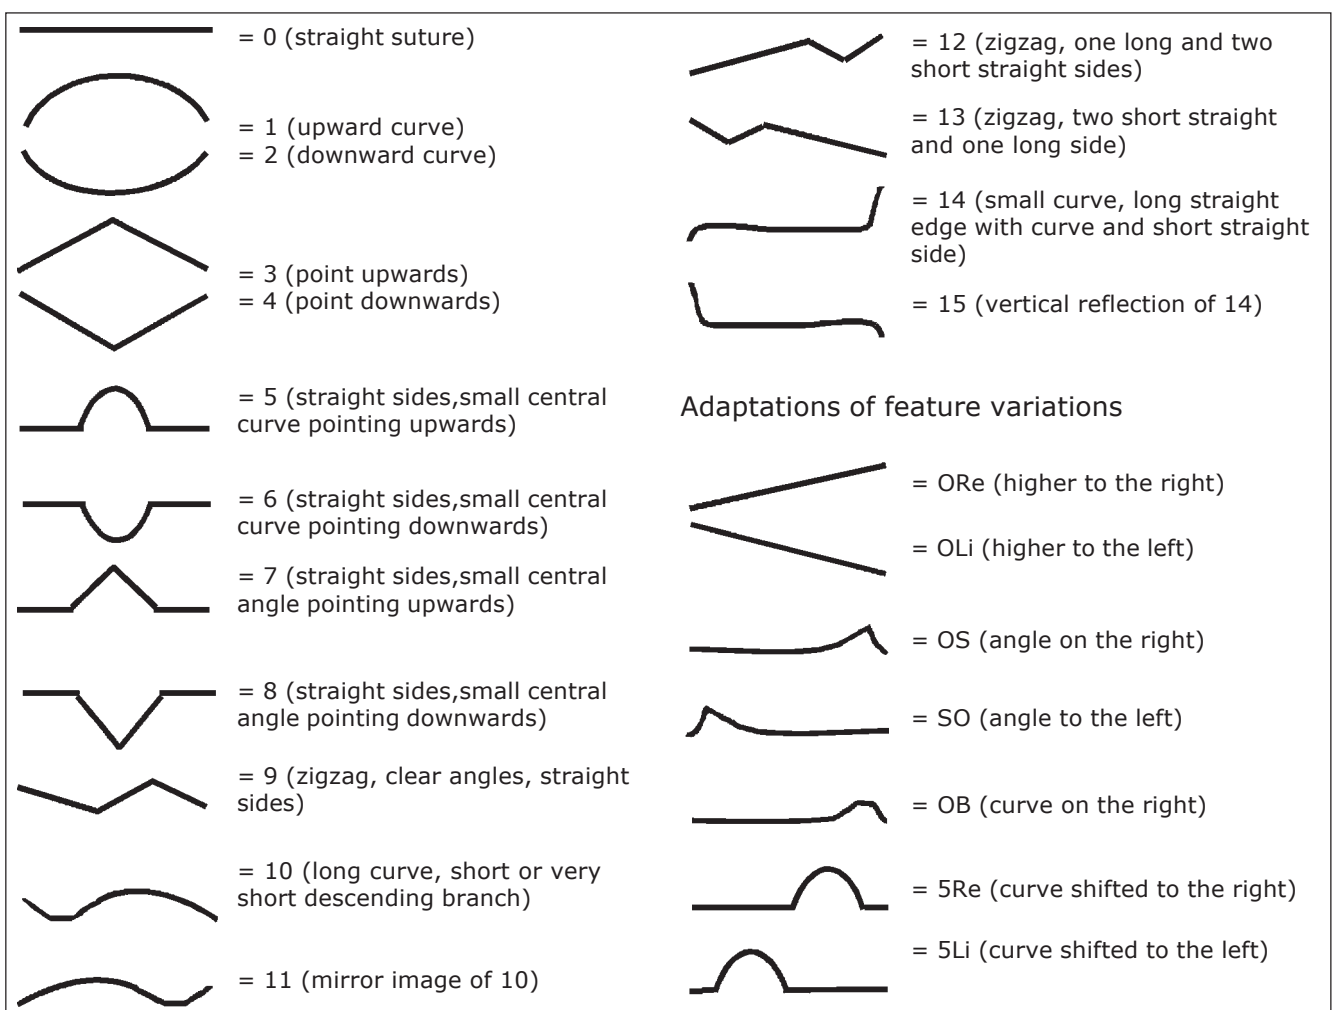 = 0 (straight suture)
= 1 (upward curve)
= 2 (downward curve)
= 3 (point upwards)
= 4 (point downwards)
= 5 (straight sides,small central
curve pointing upwards)
= 6 (straight sides,small central
curve pointing downwards)
= 7 (straight sides,small central
angle pointing upwards)
= 8 (straight sides,small central
angle pointing downwards)
= 9 (zigzag, clear angles, straight
sides)
= 10 (long curve, short or very
short descending branch)
= 11 (mirror image of 10)
= 12 (zigzag, one long and two
short straight sides)
= 13 (zigzag, two short straight
and one long side)
= 14 (small curve, long straight
edge with curve and short straight
side)
= 15 (vertical reflection of 14)
Adaptations of feature variations
= ORe (higher to the right)
= OLi (higher to the left)
= OS (angle on the right)
= SO (angle to the left)
= OB (curve on the right)
= 5Re (curve shifted to the right)
= 5Li (curve shifted to the left)